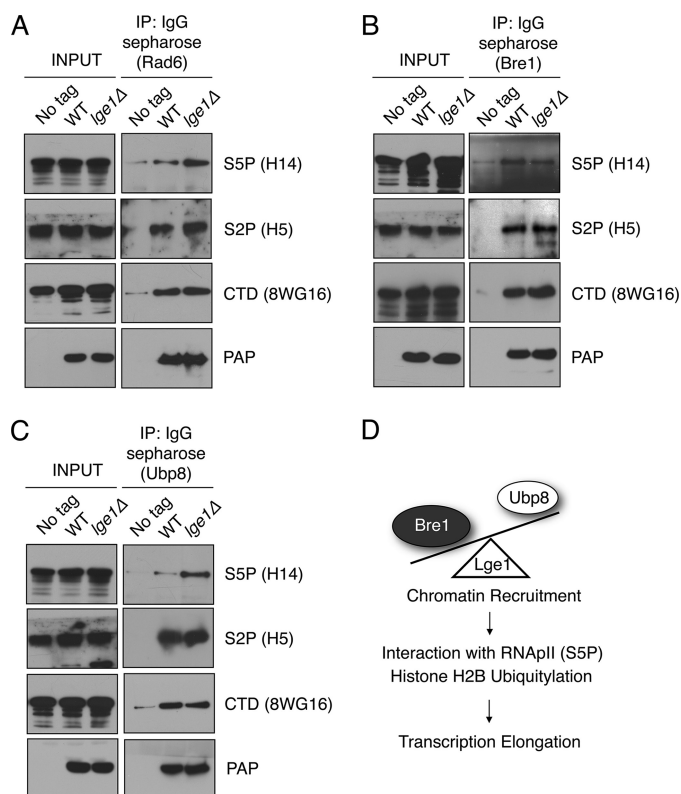 A
INPUT
IP: IgG
sepharose
(Rad6)
No tag
WT
lge1Δ
No tag
WT
lge1Δ
S5P (H14)
S2P (H5)
CTD (8WG16)
PAP
B
INPUT
IP: IgG
sepharose
(Bre1)
No tag
WT
lge1Δ
No tag
WT
lge1Δ
S5P (H14)
S2P (H5)
CTD (8WG16)
PAP
C
INPUT
IP: IgG
sepharose
(Ubp8)
No tag
WT
lge1Δ
No tag
WT
lge1Δ
S5P (H14)
S2P (H5)
CTD (8WG16)
PAP
D
Ubp8
Bre1
Lge1
Chromatin Recruitment
Interaction with RNApII (S5P)
Histone H2B Ubiquitylation
Transcription Elongation